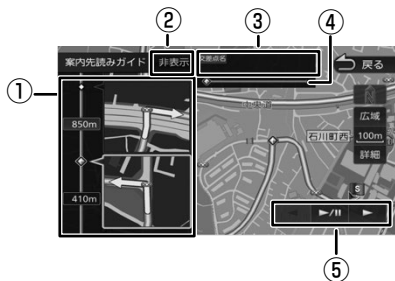 ② ③ ④
案内先読みガイド 非表示 交差点名 戻る
①
850m
410m
石川町西
広域
100m
詳細
S
►/II
⑤